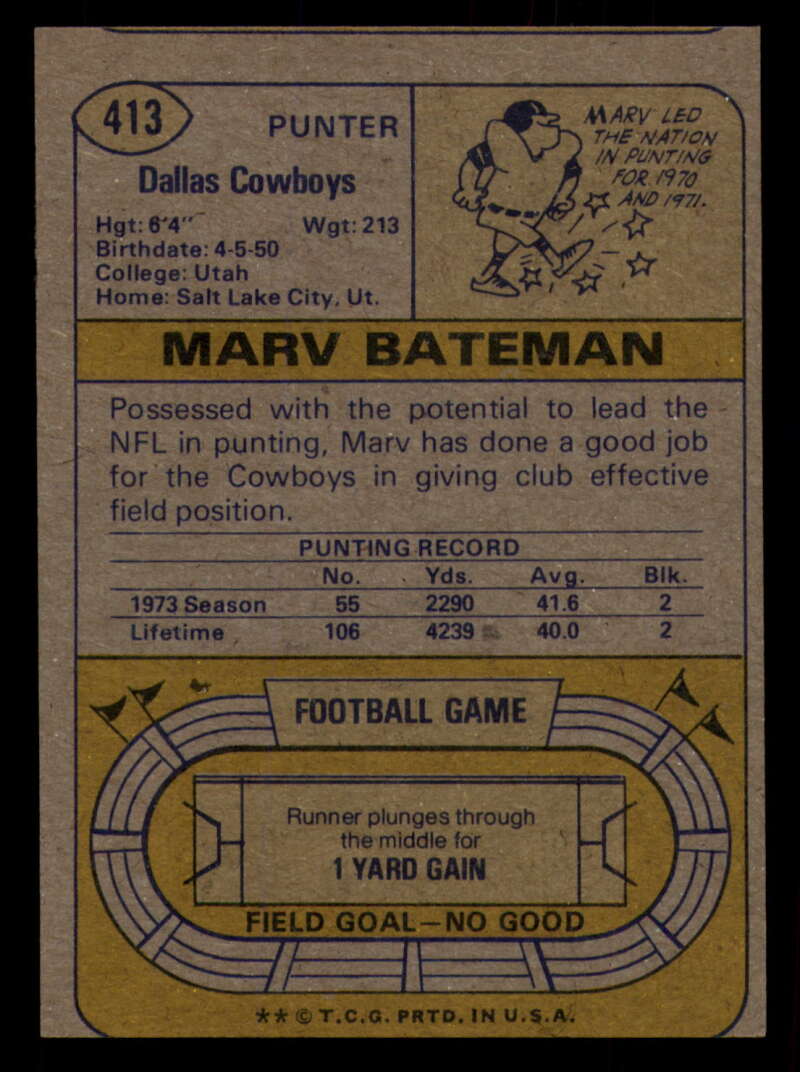 413
PUNTER
Dallas Cowboys
Hgt: 6'4" Wgt: 213
Birthdate: 4-5-50
College: Utah
Home: Salt Lake City, Ut.
MARV LED
THE NATION
IN PUNTING
FOR 1970
AND 1971.
MARV BATEMAN
Possessed with the potential to lead the
NFL in punting, Marv has done a good job
for the Cowboys in giving club effective
field position.
PUNTING RECORD
No. Yds. Avg. Blk.
1973 Season 55 2290 41.6 2
Lifetime 106 4239 40.0 2
FOOTBALL GAME
Runner plunges through
the middle for
1 YARD GAIN
FIELD GOAL—NO GOOD
** © T.C.G. PRTD. IN U.S.A.